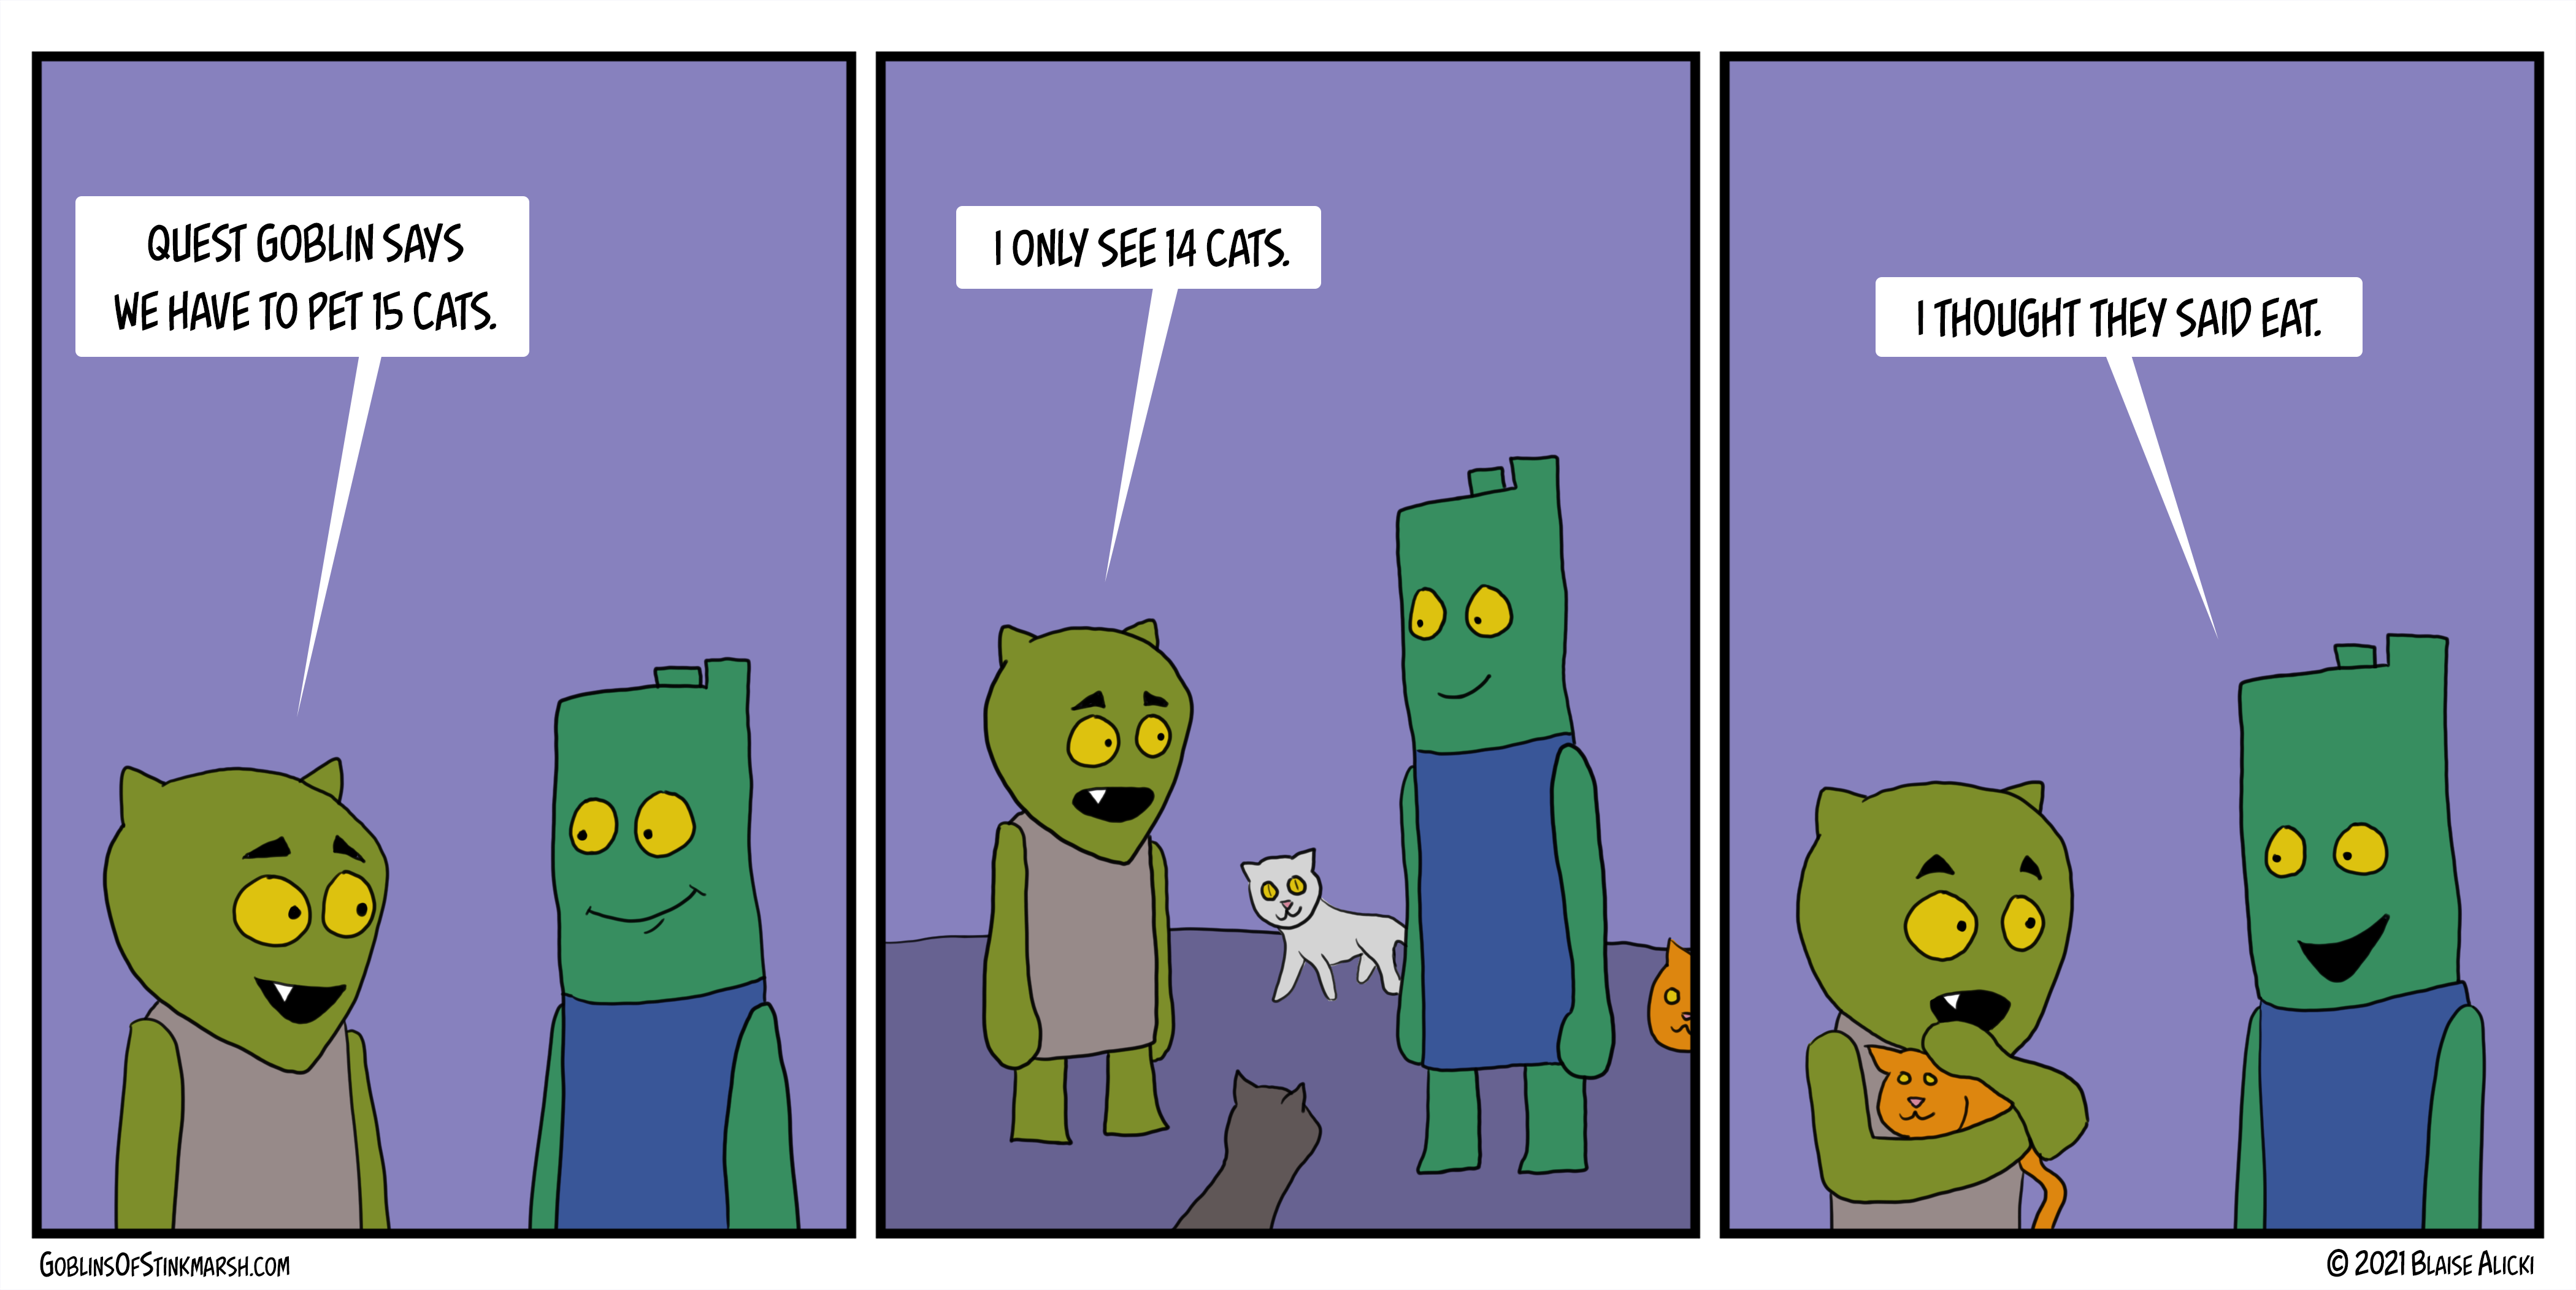 QUEST GOBLIN SAYS
WE HAVE TO PET 15 CATS.
I ONLY SEE 14 CATS.
I THOUGHT THEY SAID EAT.
GOBLINSOFSTINKMARSH.COM
© 2021 BLAISE ALICKI